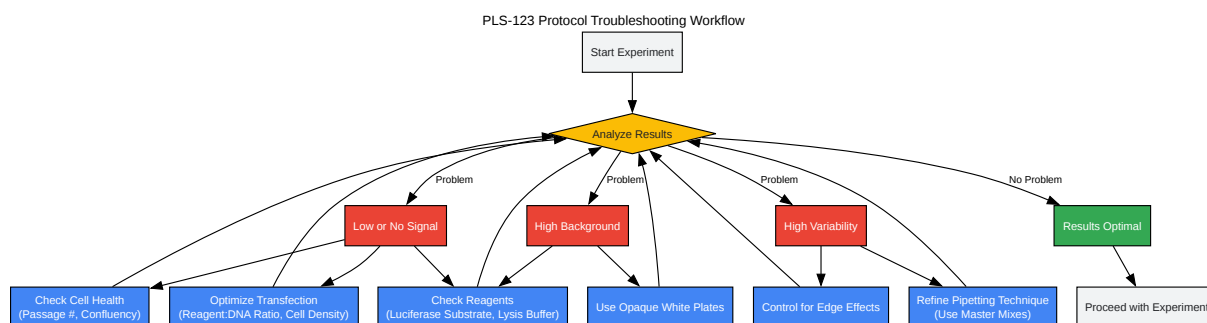 PLS-123 Protocol Troubleshooting Workflow
Start Experiment
Analyze Results
Problem
Problem
Problem
No Problem
Low or No Signal
High Background
High Variability
Results Optimal
Check Cell Health
(Passage #, Confluency)
Optimize Transfection
(Reagent:DNA Ratio, Cell Density)
Check Reagents
(Luciferase Substrate, Lysis Buffer)
Use Opaque White Plates
Control for Edge Effects
Refine Pipetting Technique
(Use Master Mixes)
Proceed with Experiment